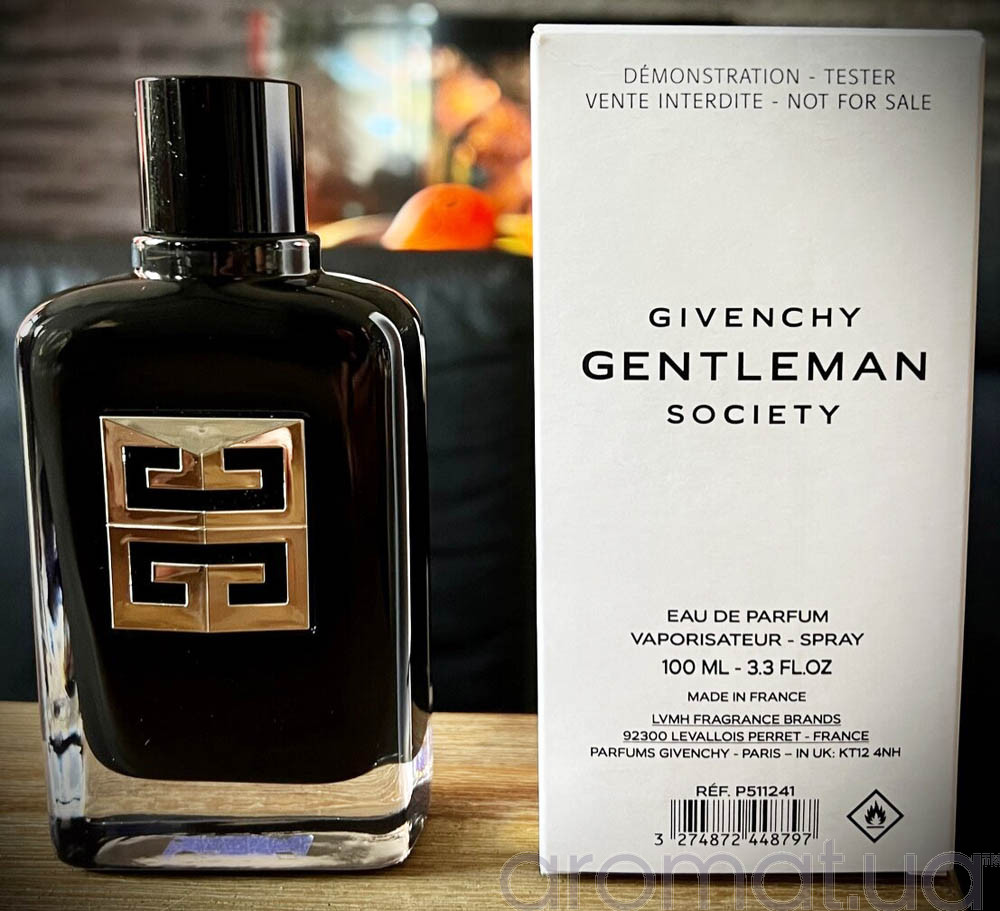 DÉMONSTRATION - TESTER
VENTE INTERDITE - NOT FOR SALE
GIVENCHY
GENTLEMAN
SOCIETY
EAU DE PARFUM
VAPORISATEUR - SPRAY
100 ML - 3.3 FL.OZ
MADE IN FRANCE
LVMH FRAGRANCE BRANDS
92300 LEVALLOIS PERRET - FRANCE
PARFUMS GIVENCHY - PARIS – IN UK: KT12 4NH
RÉF. P511241
3 274872 448797
aromat.ua